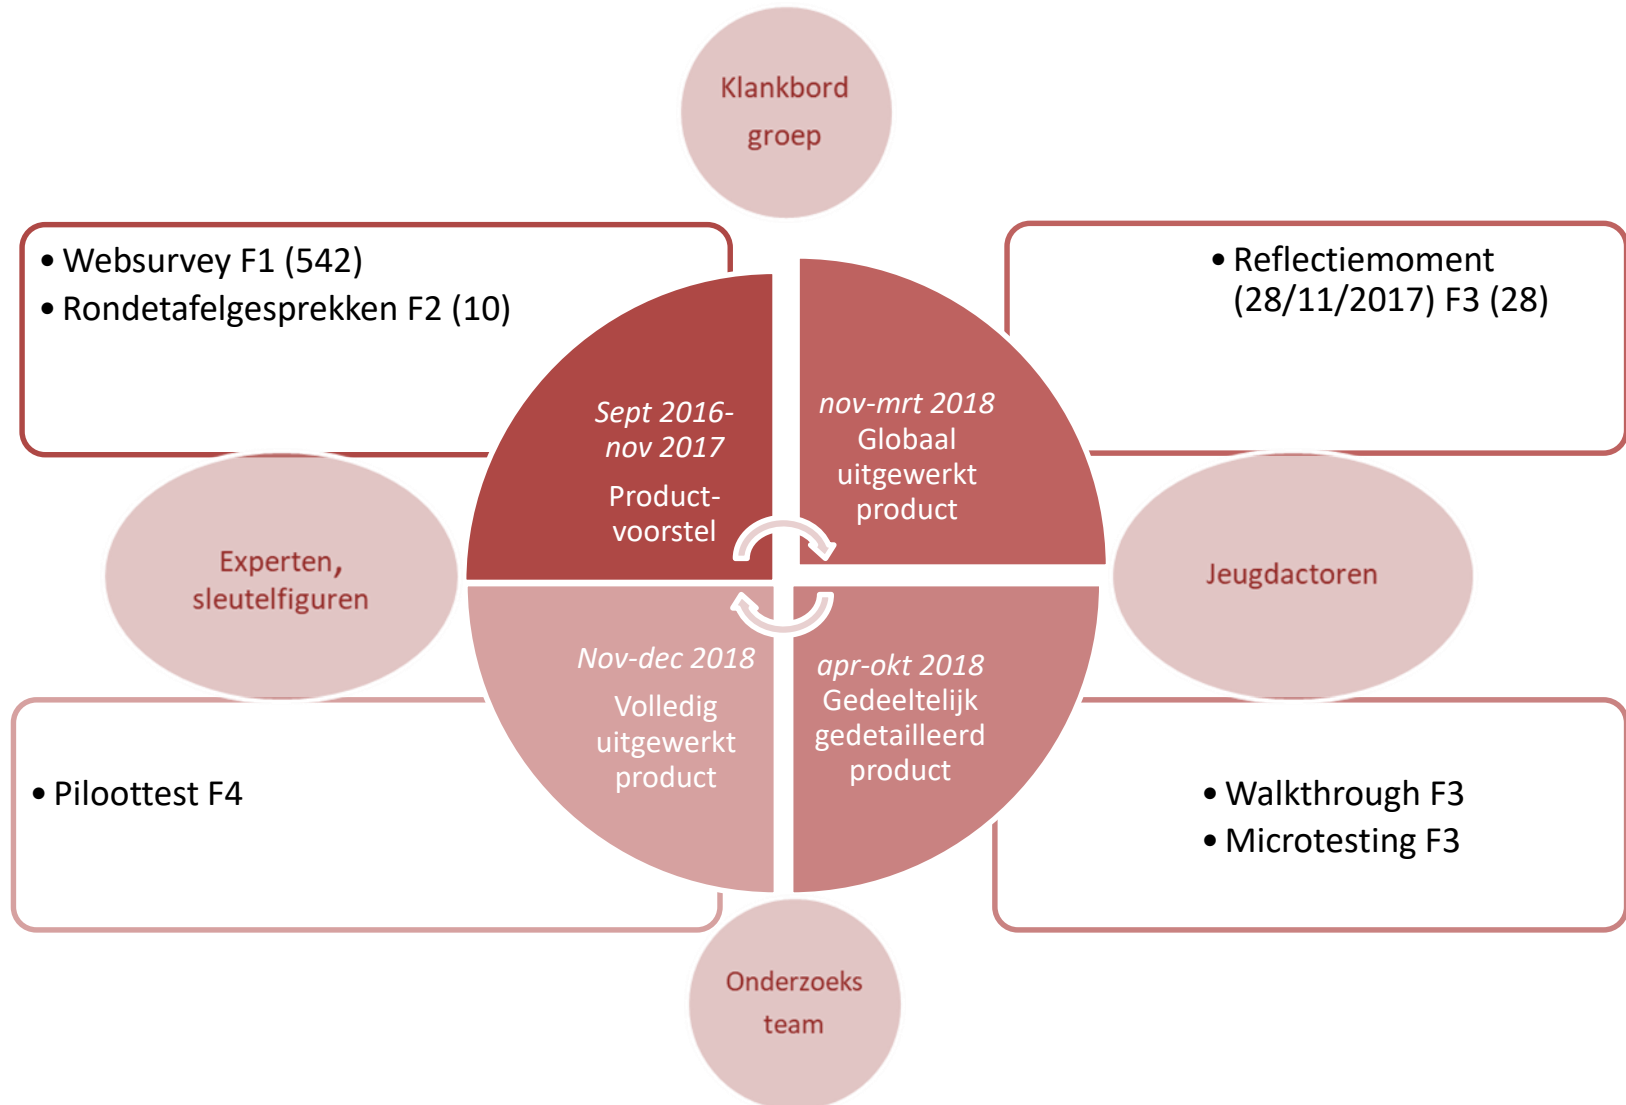 Klankbord
groep
• Websurvey F1 (542)
• Rondetafelgesprekken F2 (10)
• Reflectiemoment
(28/11/2017) F3 (28)
Sept 2016-
nov 2017
Product-
voorstel
nov-mrt 2018
Globaal
uitgewerkt
product
Experten,
sleutelfiguren
Jeugdactoren
Nov-dec 2018
Volledig
uitgewerkt
product
apr-okt 2018
Gedeeltelijk
gedetailleerd
product
• Piloottest F4
• Walkthrough F3
• Microtesting F3
Onderzoeks
team